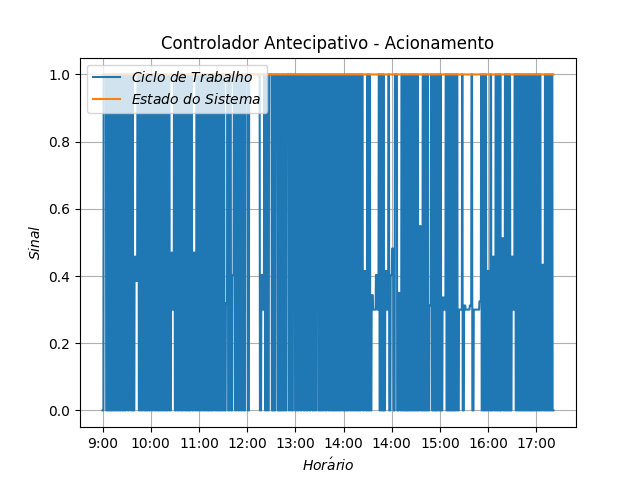 Controlador Antecipativo - Acionamento
Ciclo de Trabalho
Estado do Sistema
Sinal
1.0
0.8
0.6
0.4
0.2
0.0
9:00 10:00 11:00 12:00 13:00 14:00 14:00 15:00 16:00 17:00
Horário